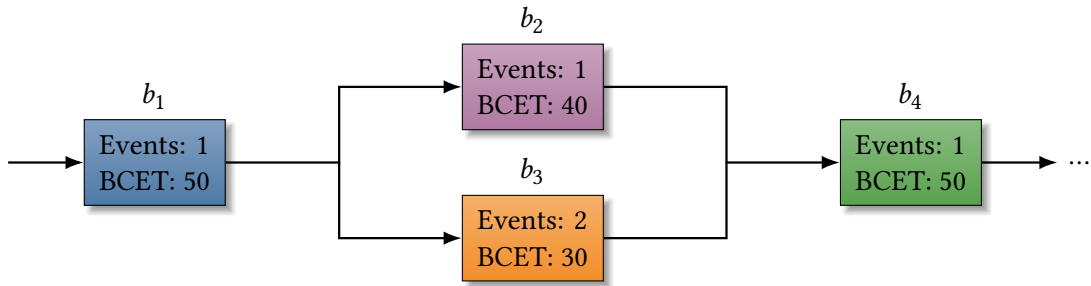 b₁
Events: 1
BCET: 50
b₂
Events: 1
BCET: 40
b₃
Events: 2
BCET: 30
b₄
Events: 1
BCET: 50
...